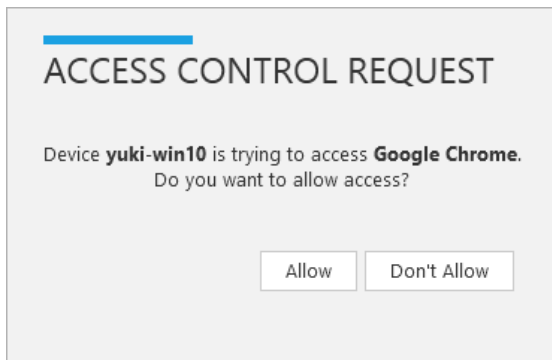 ACCESS CONTROL REQUEST
Device yuki-win10 is trying to access Google Chrome.
Do you want to allow access?
Allow Don't Allow